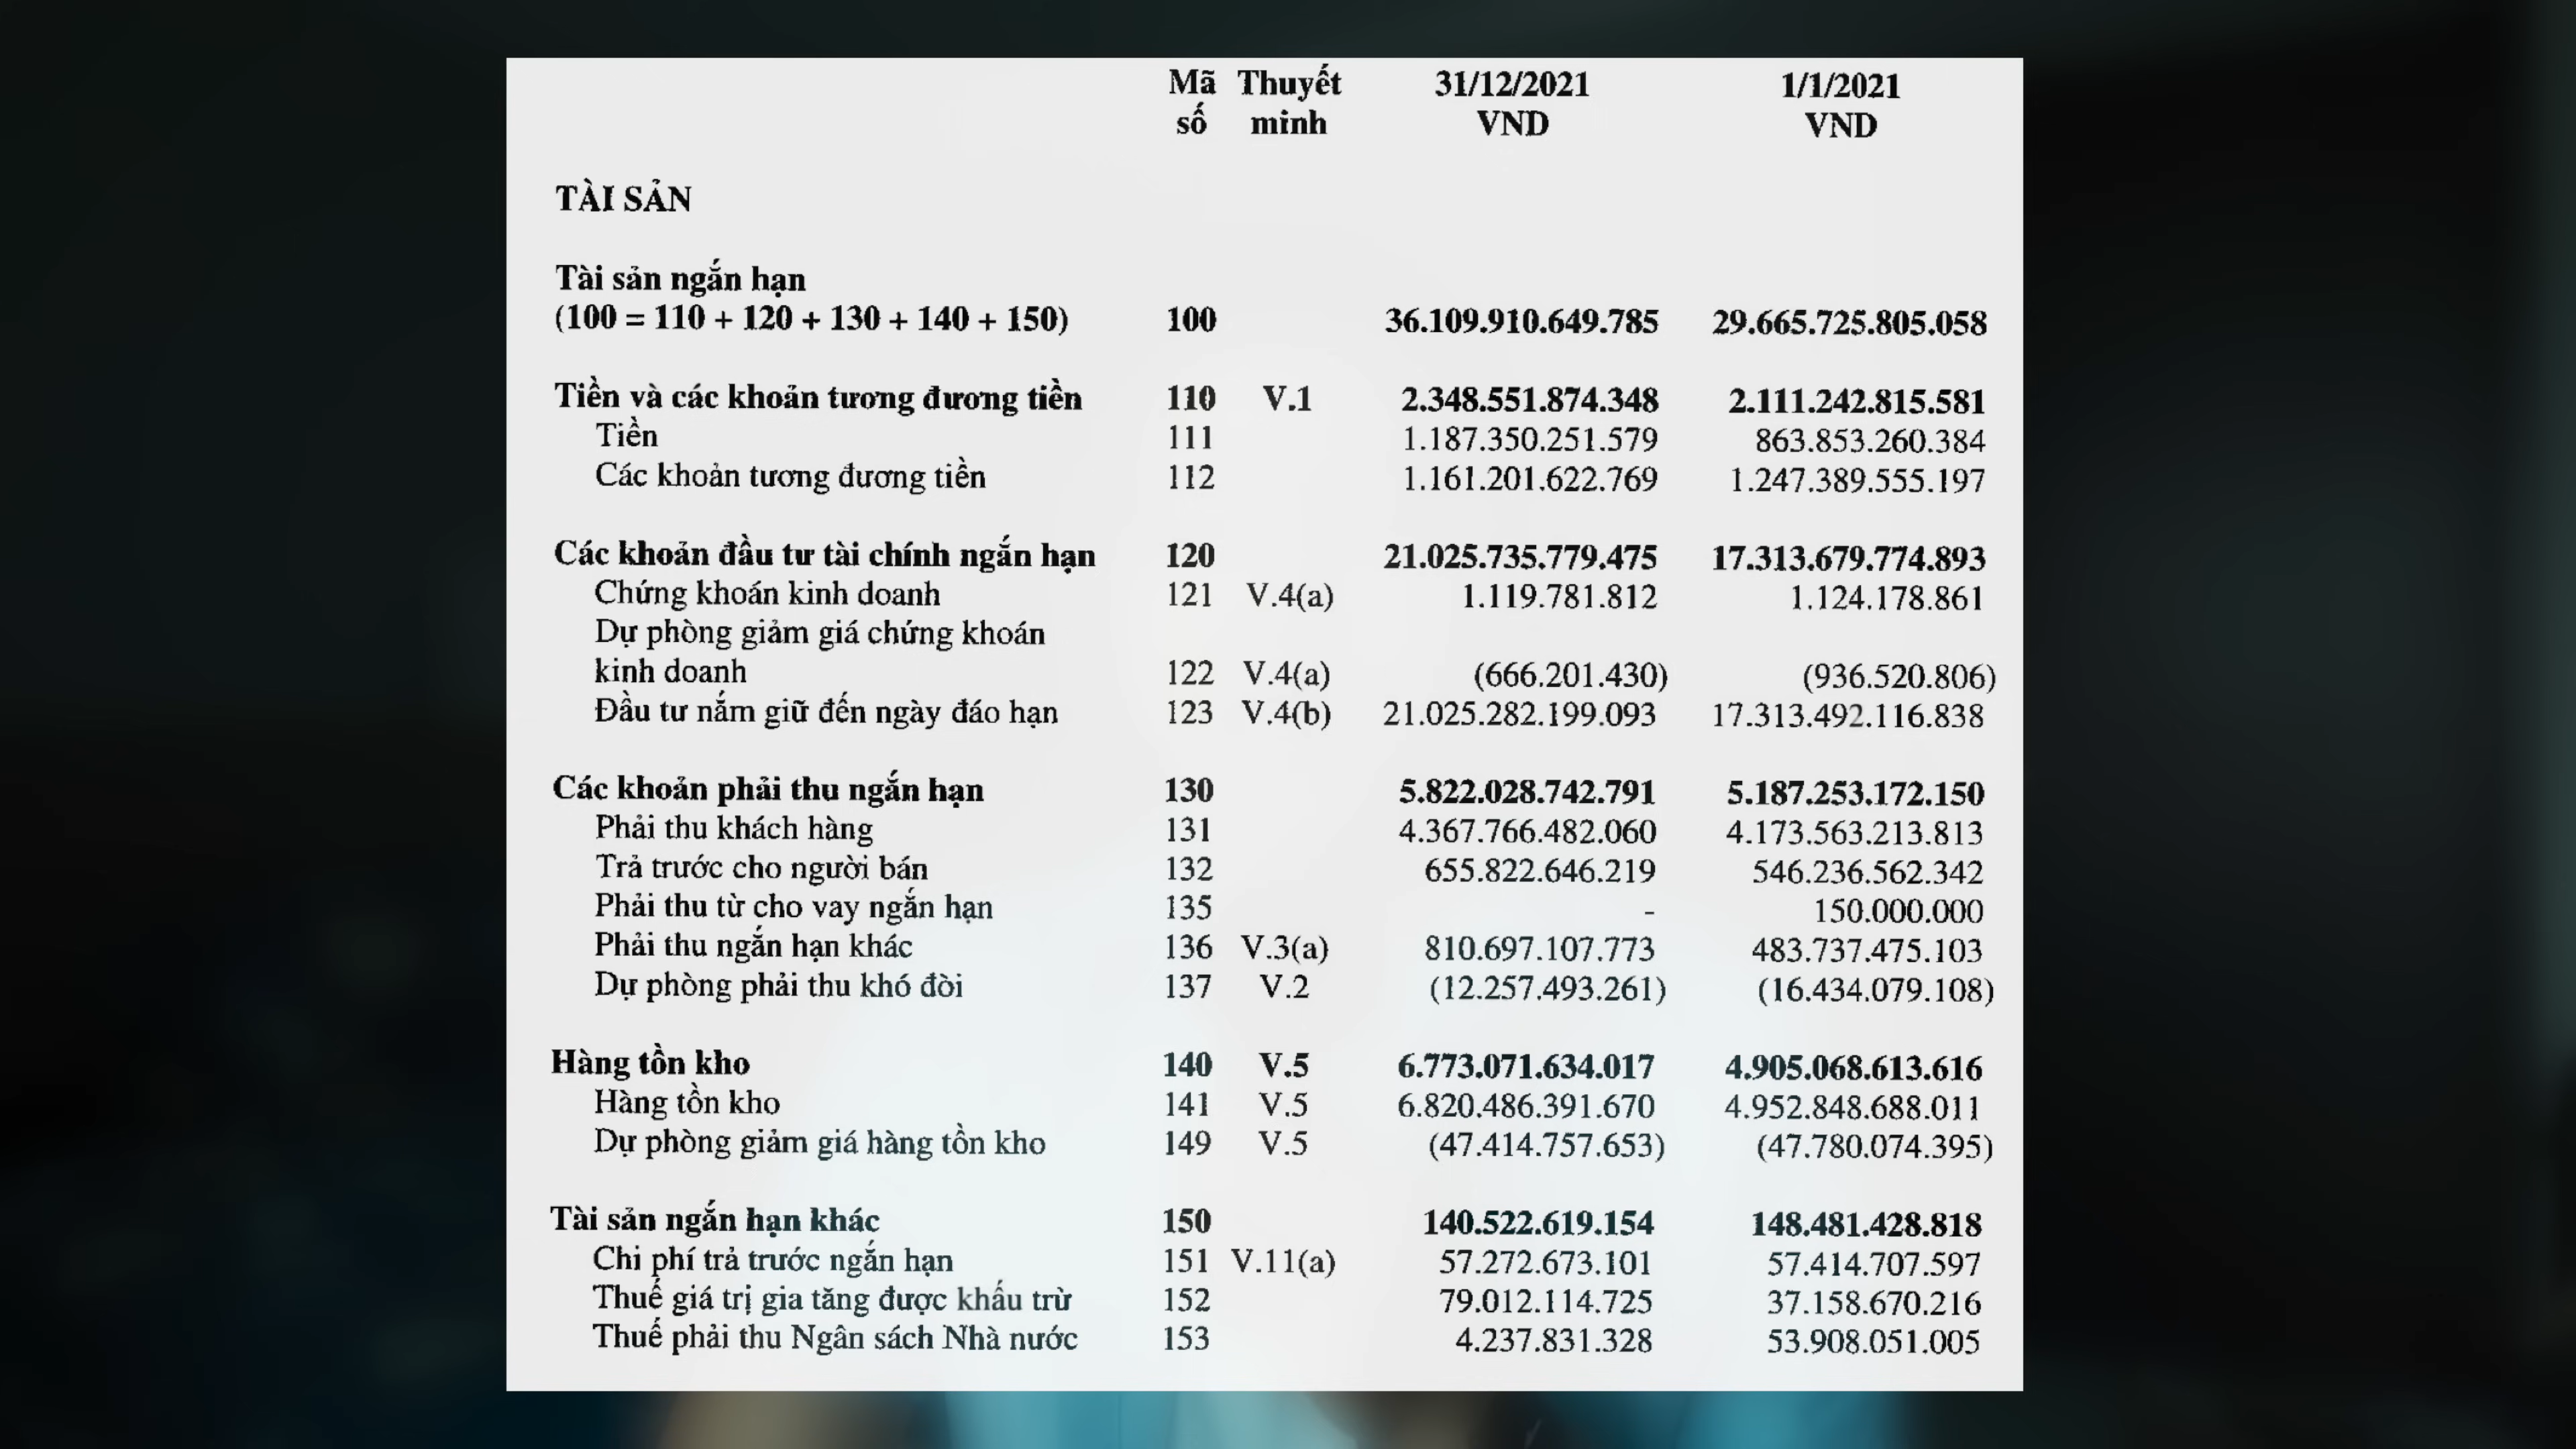 Mã Thuyết 31/12/2021 1/1/2021
số minh VND VND
TÀI SẢN
Tài sản ngắn hạn
(100 = 110 + 120 + 130 + 140 + 150) 100 36.109.910.649.785 29.665.725.805.058
Tiền và các khoản tương đương tiền 110 V.1 2.348.551.874.348 2.111.242.815.581
Tiền 111 1.187.350.251.579 863.853.260.384
Các khoản tương đương tiền 112 1.161.201.622.769 1.247.389.555.197
Các khoản đầu tư tài chính ngắn hạn 120 21.025.735.779.475 17.313.679.774.893
Chứng khoán kinh doanh 121 V.4(a) 1.119.781.812 1.124.178.861
Dự phòng giảm giá chứng khoán
kinh doanh 122 V.4(a) (666.201.430) (936.520.806)
Đầu tư nắm giữ đến ngày đáo hạn 123 V.4(b) 21.025.282.199.093 17.313.492.116.838
Các khoản phải thu ngắn hạn 130 5.822.028.742.791 5.187.253.172.150
Phải thu khách hàng 131 4.367.766.482.060 4.173.563.213.813
Trả trước cho người bán 132 655.822.646.219 546.236.562.342
Phải thu từ cho vay ngắn hạn 135 - 150.000.000
Phải thu ngắn hạn khác 136 V.3(a) 810.697.107.773 483.737.475.103
Dự phòng phải thu khó đòi 137 V.2 (12.257.493.261) (16.434.079.108)
Hàng tồn kho 140 V.5 6.773.071.634.017 4.905.068.613.616
Hàng tồn kho 141 V.5 6.820.486.391.670 4.952.848.688.011
Dự phòng giảm giá hàng tồn kho 149 V.5 (47.414.757.653) (47.780.074.395)
Tài sản ngắn hạn khác 150 140.522.619.154 148.481.428.818
Chi phí trả trước ngắn hạn 151 V.11(a) 57.272.673.101 57.414.707.597
Thuế giá trị gia tăng được khấu trừ 152 79.012.114.725 37.158.670.216
Thuế phải thu Ngân sách Nhà nước 153 4.237.831.328 53.908.051.005